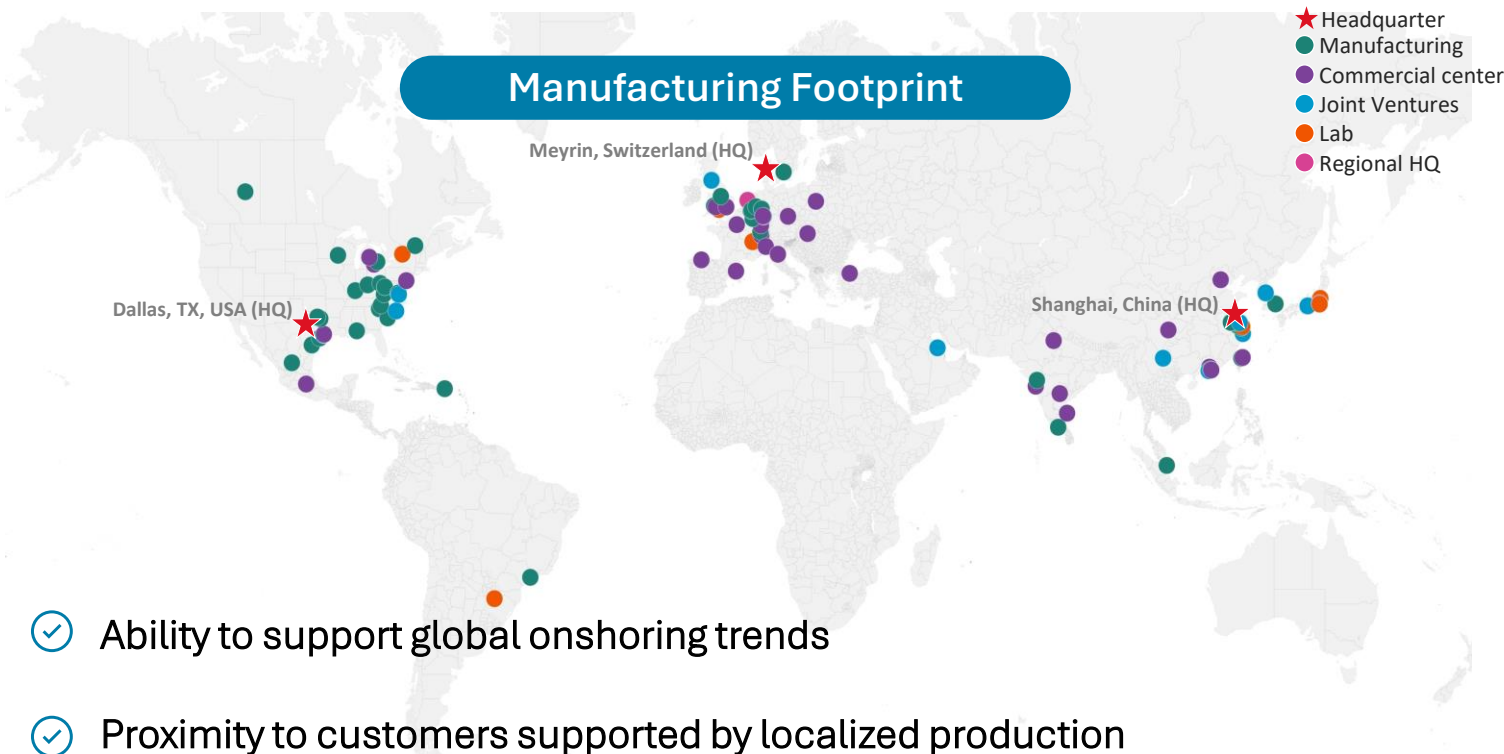 Headquarter
Manufacturing
Commercial center
Joint Ventures
Lab
Regional HQ
Manufacturing Footprint
Meyrin, Switzerland (HQ)
Dallas, TX, USA (HQ)
Shanghai, China (HQ)
Ability to support global onshoring trends
Proximity to customers supported by localized production